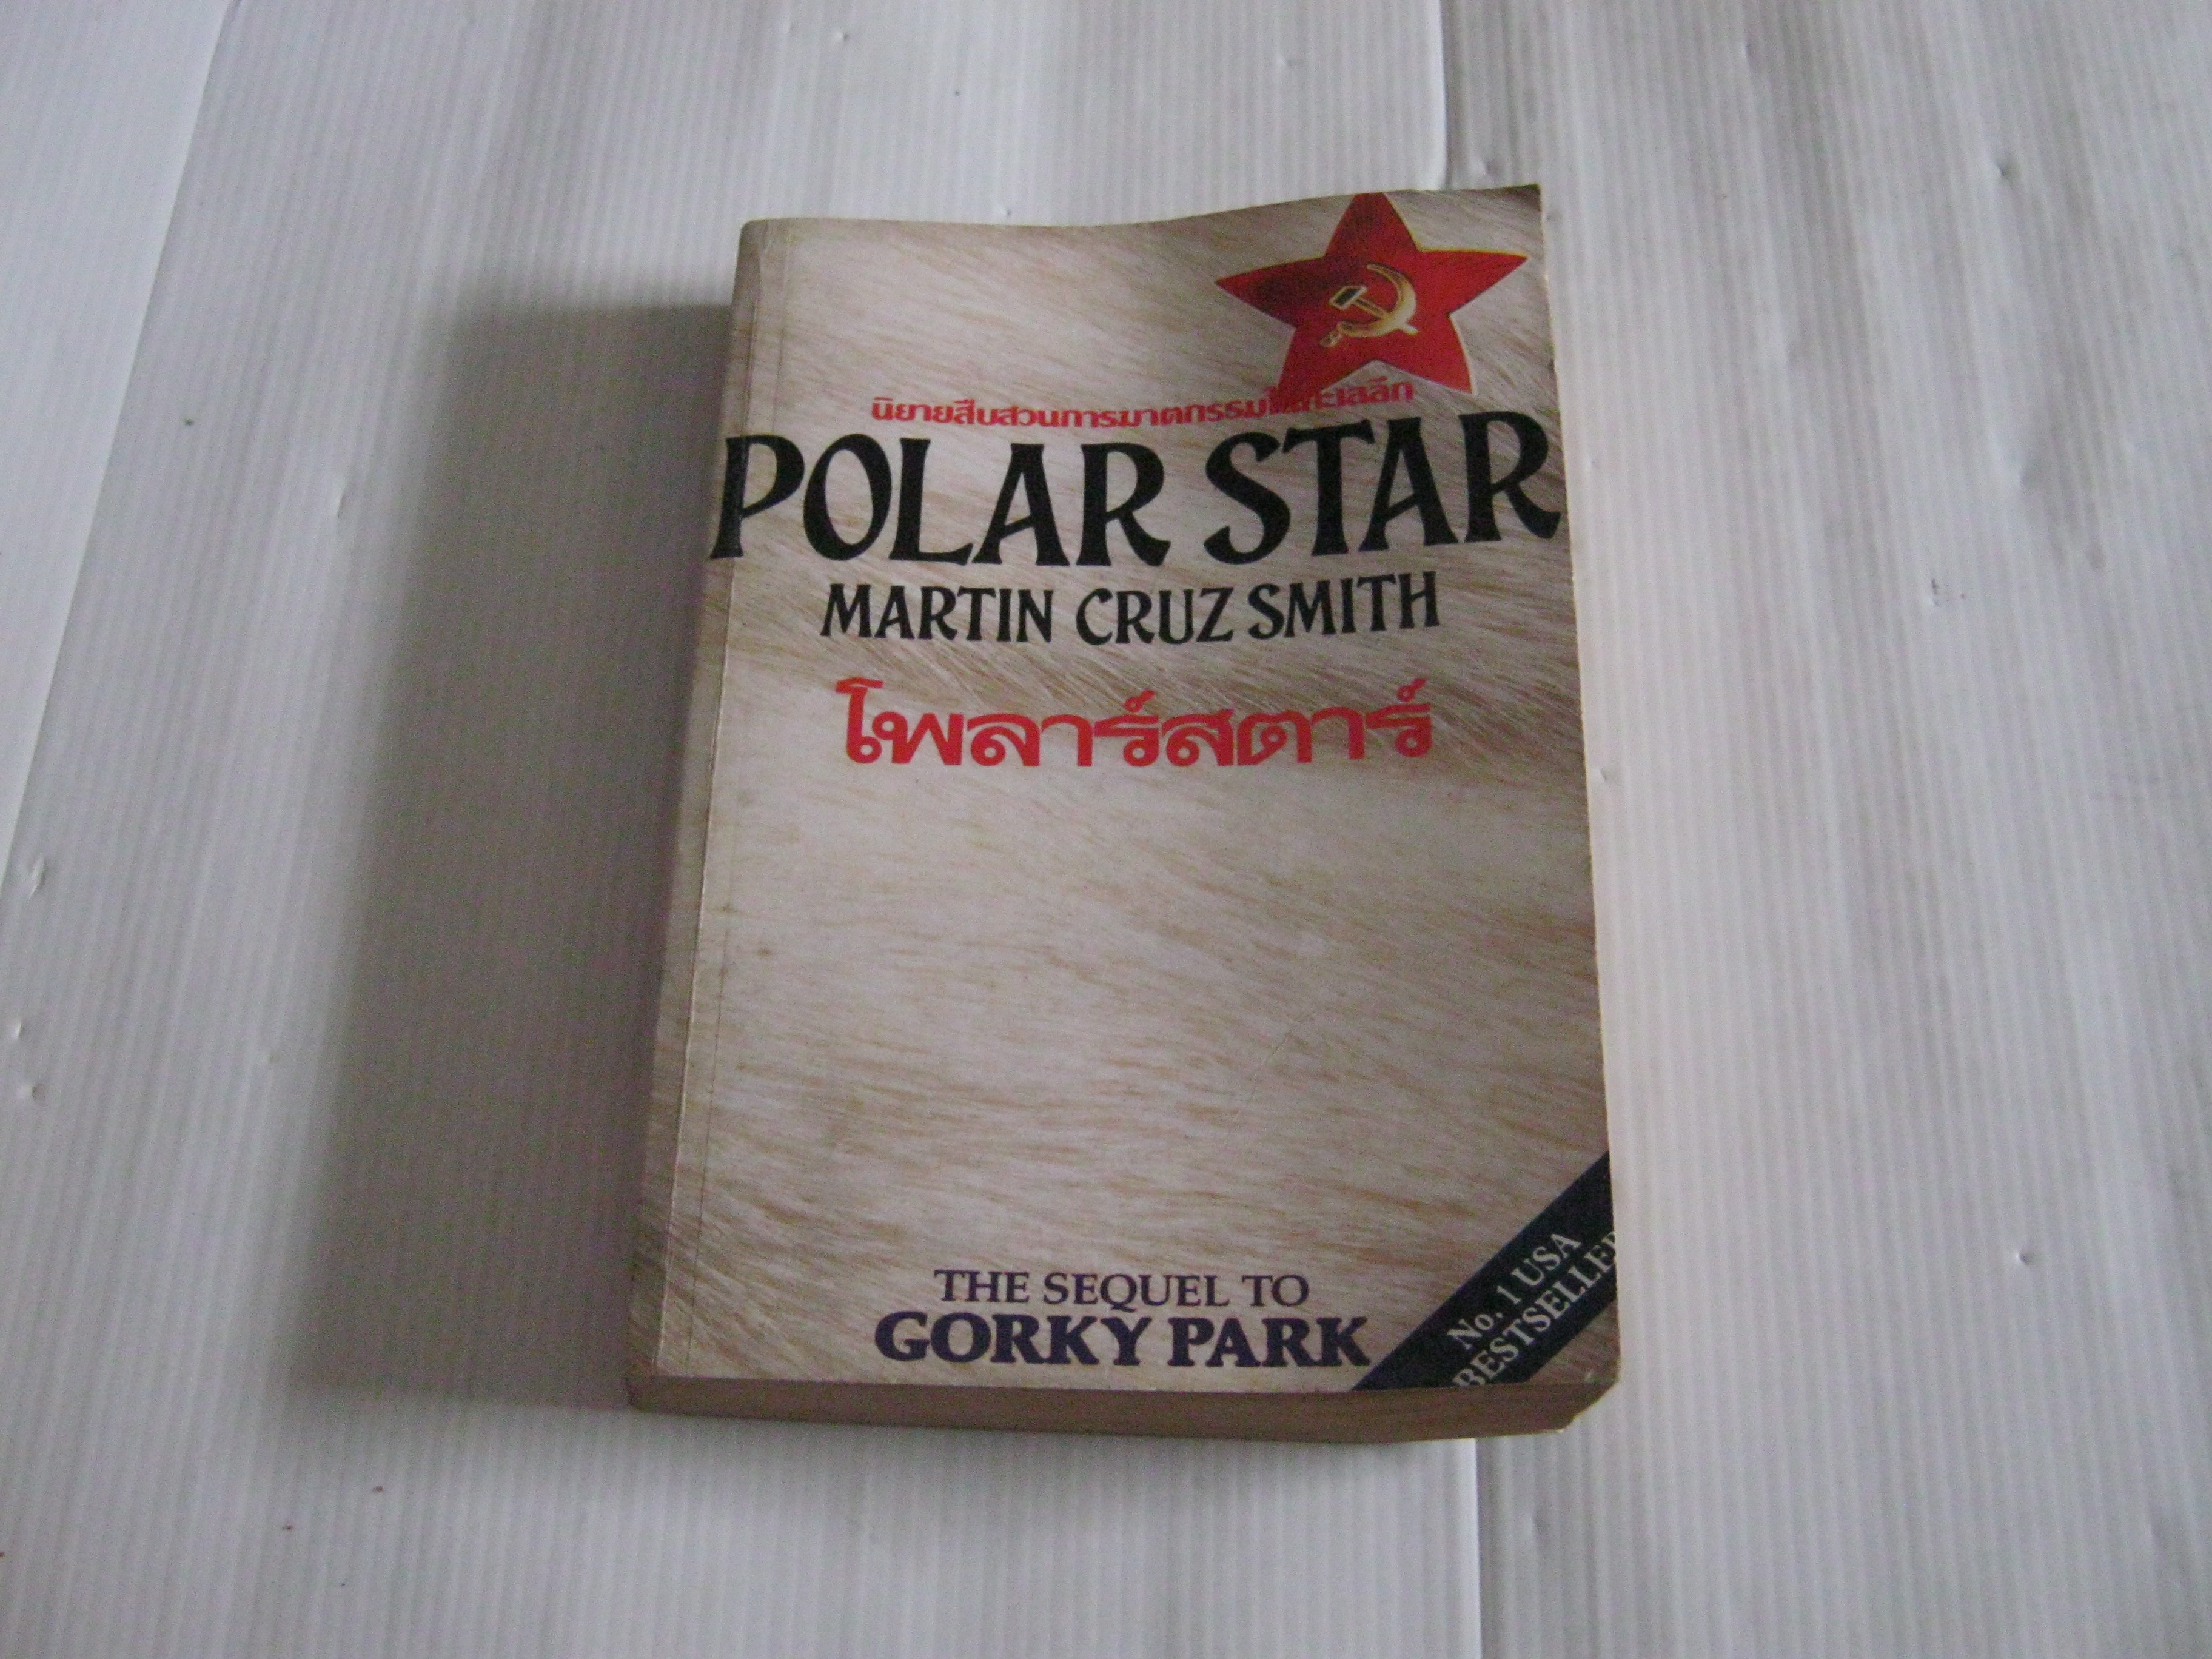 นิยายสืบสวนการฆาตกรรมใต้ทะเลลึก
POLAR STAR
MARTIN CRUZ SMITH
โพลาร์สตาร์
THE SEQUEL TO
GORKY PARK
No. 1 USA
BESTSELLER